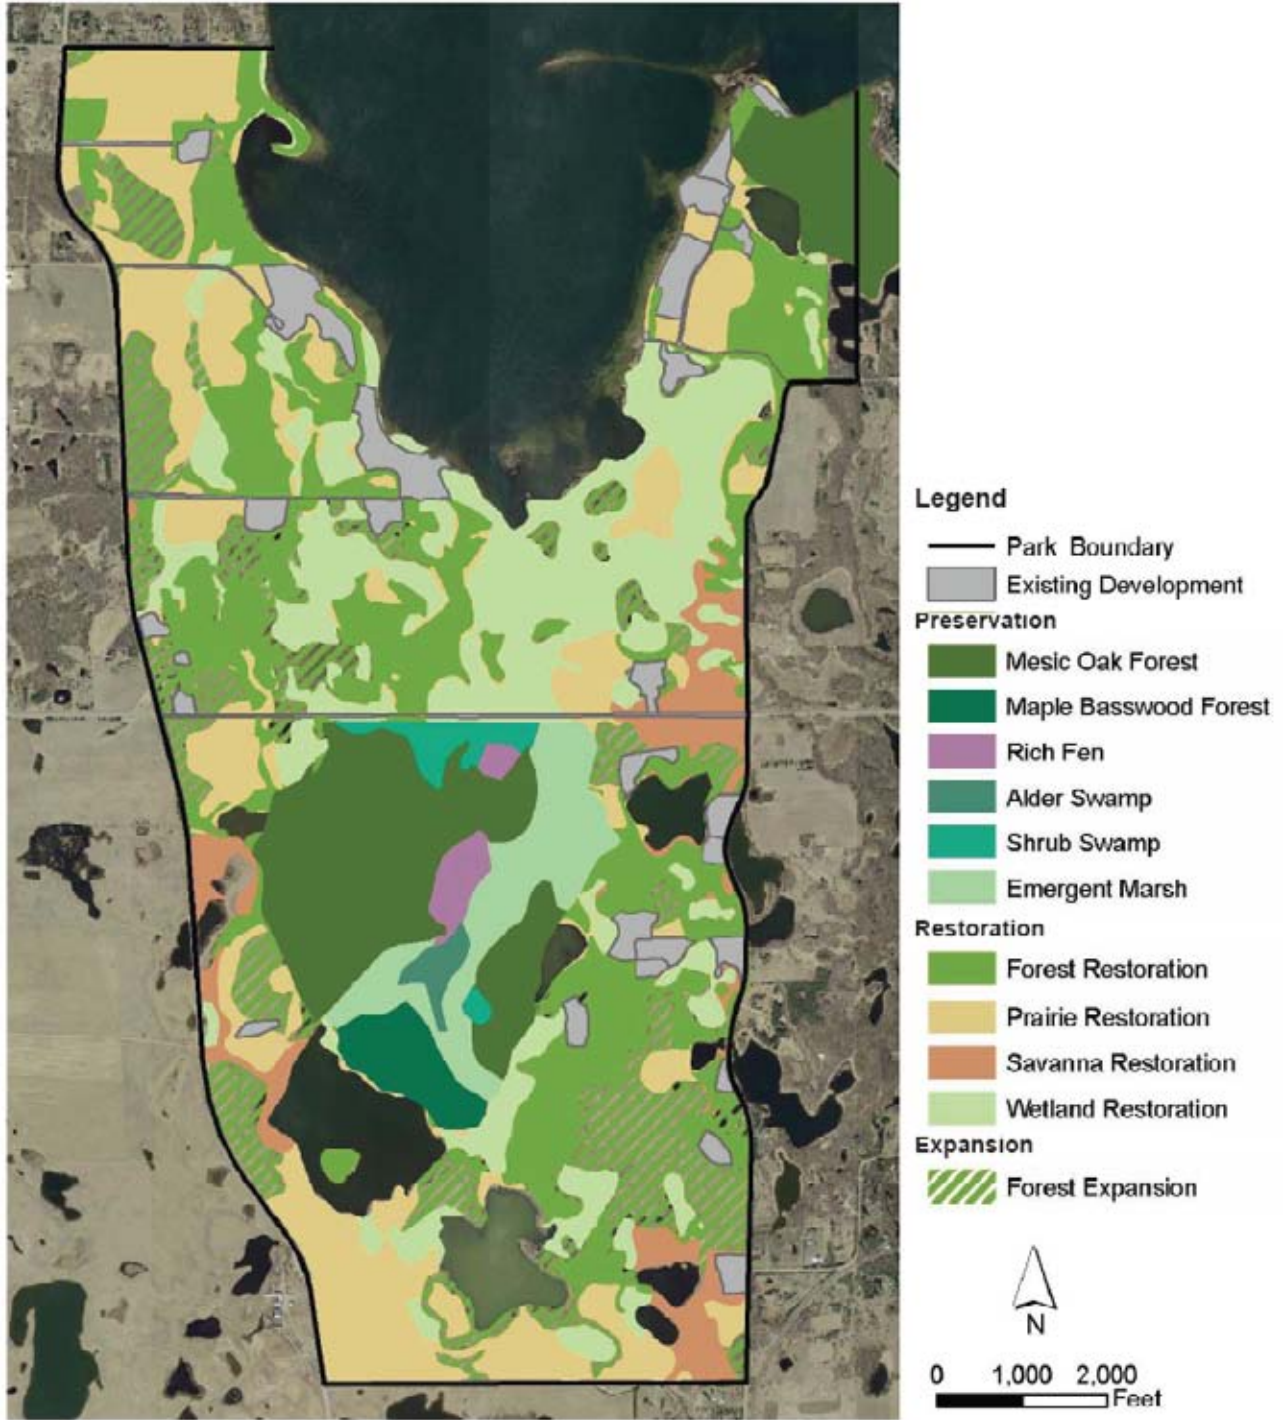 Legend
Park Boundary
Existing Development
Preservation
Mesic Oak Forest
Maple Basswood Forest
Rich Fen
Alder Swamp
Shrub Swamp
Emergent Marsh
Restoration
Forest Restoration
Prairie Restoration
Savanna Restoration
Wetland Restoration
Expansion
Forest Expansion
N
0 1,000 2,000
Feet